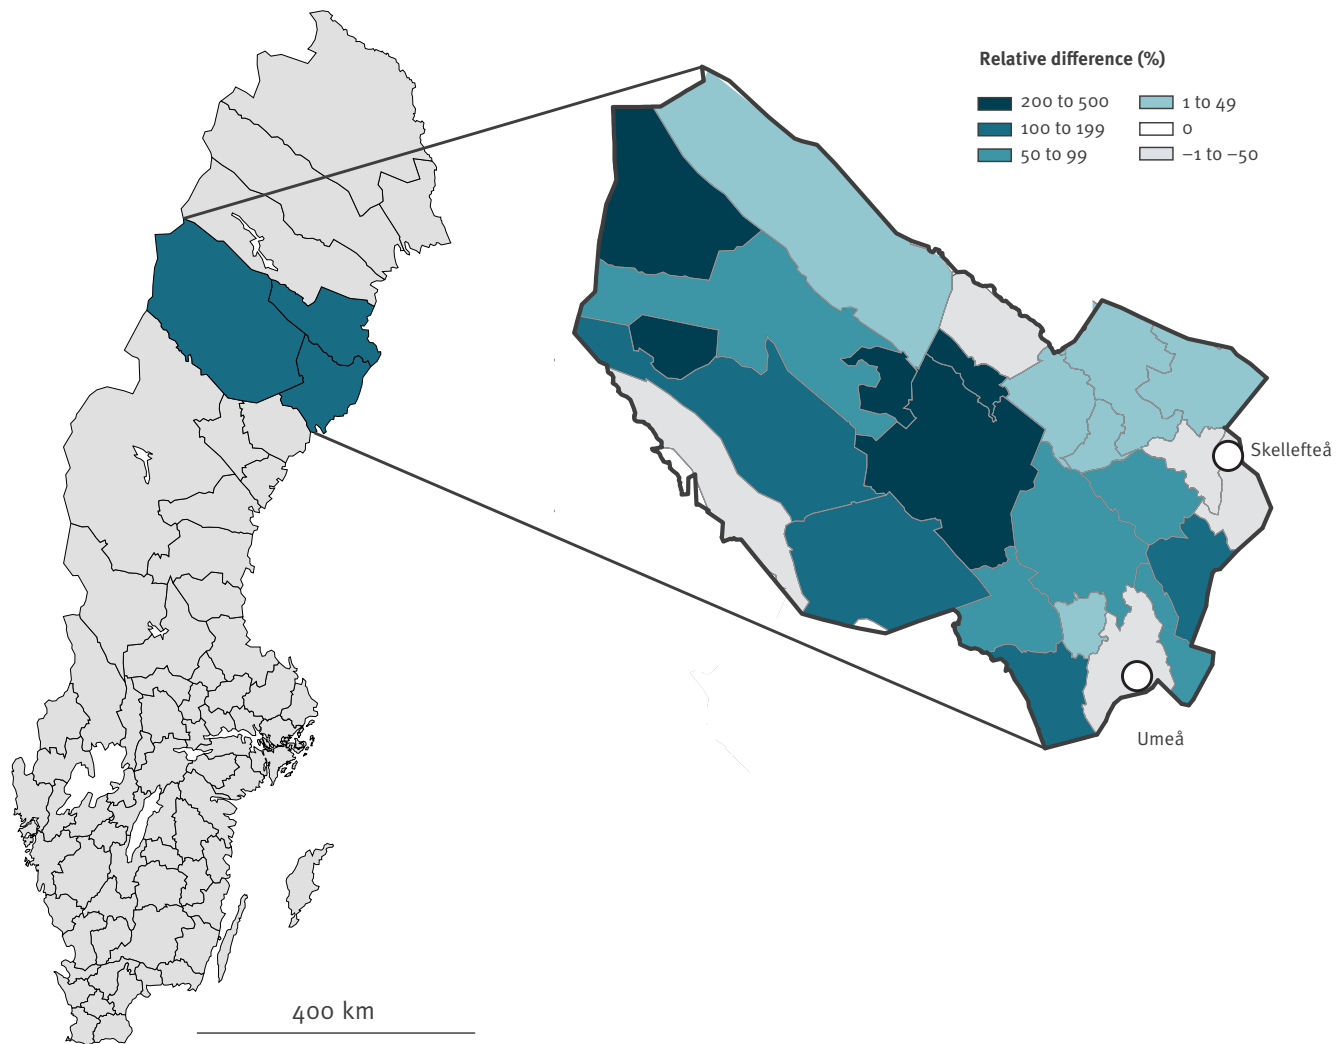 Relative difference (%)
200 to 500
100 to 199
50 to 99
1 to 49
0
–1 to –50
Skellefteå
Umeå
400 km